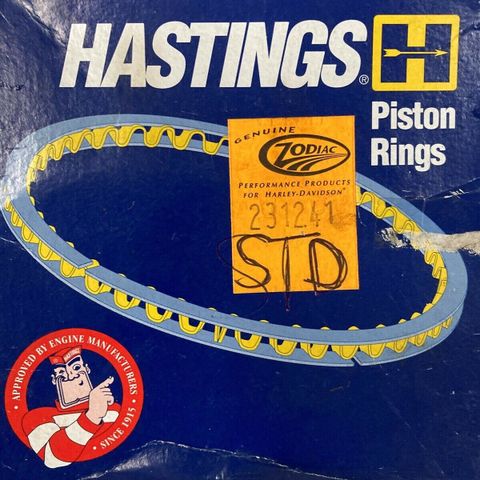 HASTINGS®
H
Piston
Rings
GENUINE
ZODIAC
PERFORMANCE PRODUCTS
FOR HARLEY-DAVIDSON
231241
STD
• APPROVED BY ENGINE MANUFACTURERS •
SINCE 1915